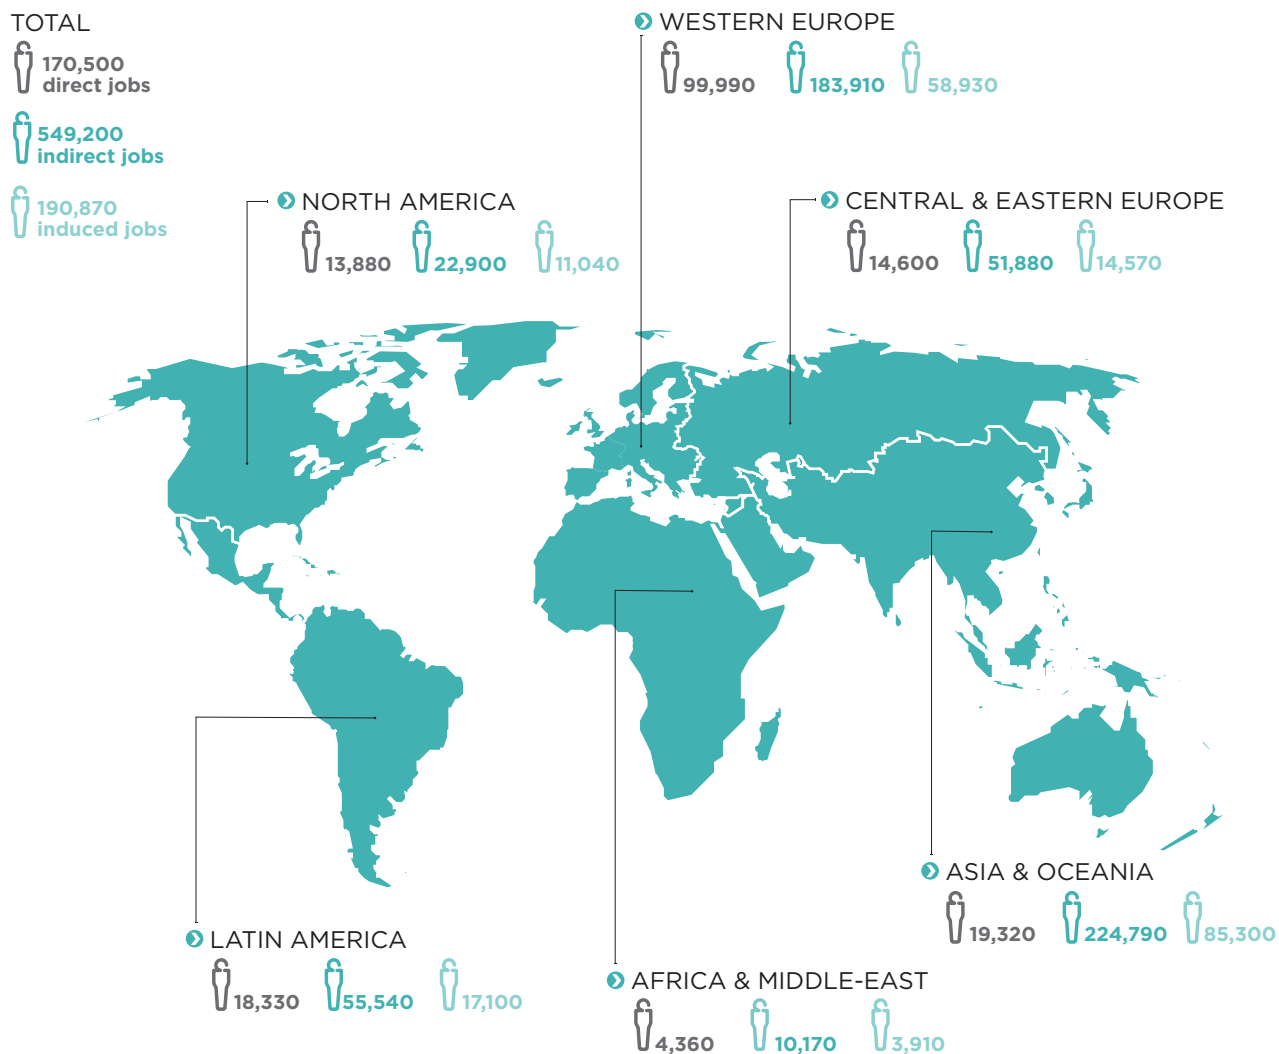 TOTAL
170,500
direct jobs
549,200
indirect jobs
190,870
induced jobs
WESTERN EUROPE
99,990 183,910 58,930
NORTH AMERICA
13,880 22,900 11,040
CENTRAL & EASTERN EUROPE
14,600 51,880 14,570
ASIA & OCEANIA
19,320 224,790 85,300
LATIN AMERICA
18,330 55,540 17,100
AFRICA & MIDDLE-EAST
4,360 10,170 3,910